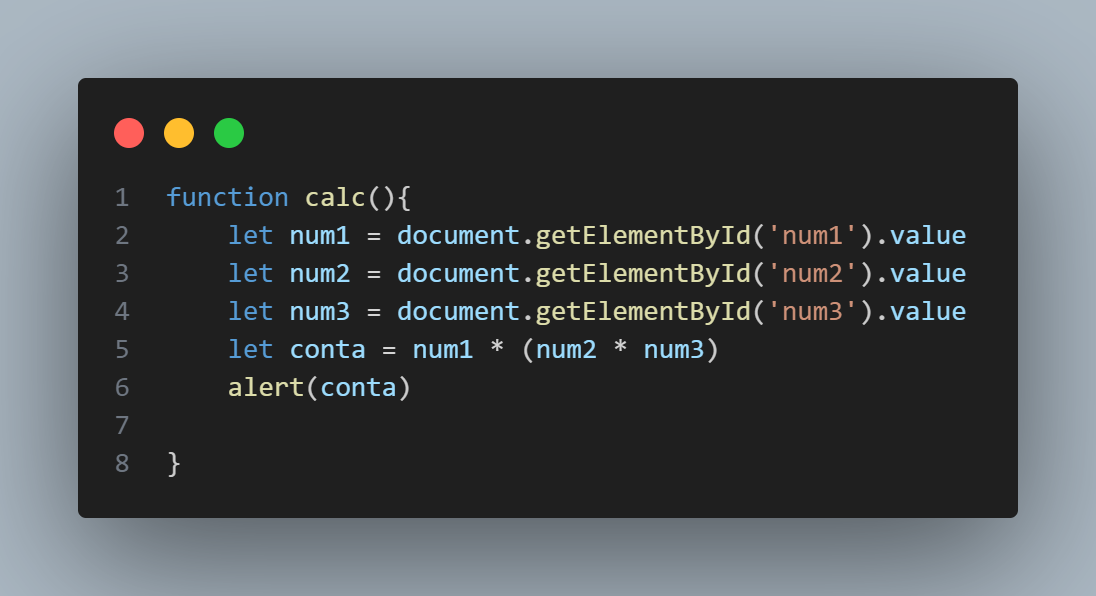 1 function calc(){
2     let num1 = document.getElementById('num1').value
3     let num2 = document.getElementById('num2').value
4     let num3 = document.getElementById('num3').value
5     let conta = num1 * (num2 * num3)
6     alert(conta)
7
8 }